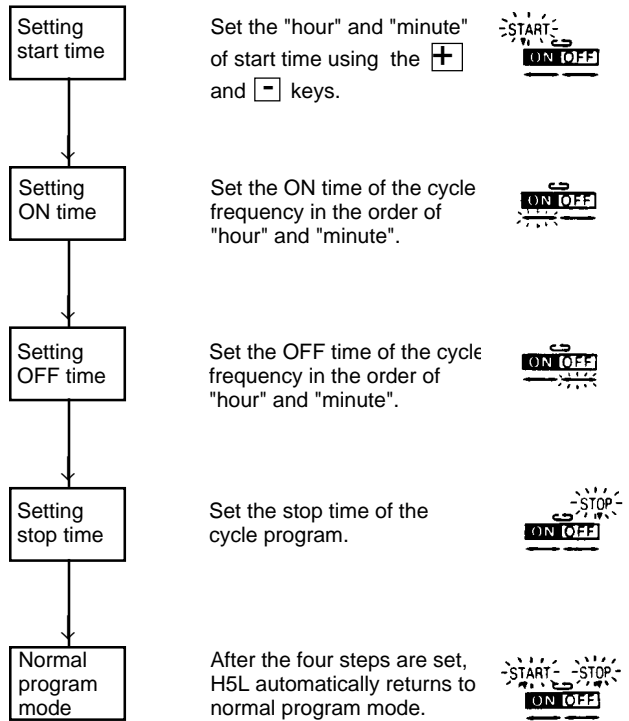 Setting
start time
Set the "hour" and "minute"
of start time using the +
and - keys.
START
ON OFF
Setting
ON time
Set the ON time of the cycle
frequency in the order of
"hour" and "minute".
ON OFF
Setting
OFF time
Set the OFF time of the cycle
frequency in the order of
"hour" and "minute".
ON OFF
Setting
stop time
Set the stop time of the
cycle program.
STOP
ON OFF
Normal
program
mode
After the four steps are set,
H5L automatically returns to
normal program mode.
START STOP
ON OFF